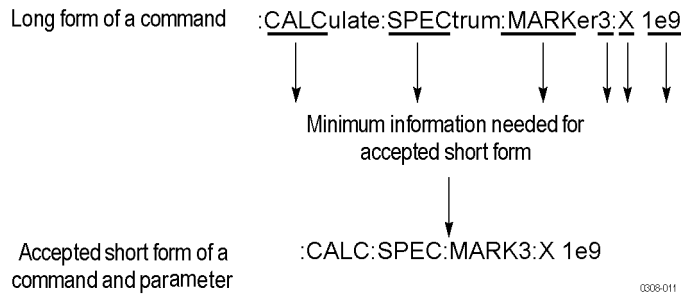 Long form of a command
:CALCulate:SPECtrum:MARKer3:X 1e9
Minimum information needed for
accepted short form
Accepted short form of a
command and parameter
:CALC:SPEC:MARK3:X 1e9
0308-011